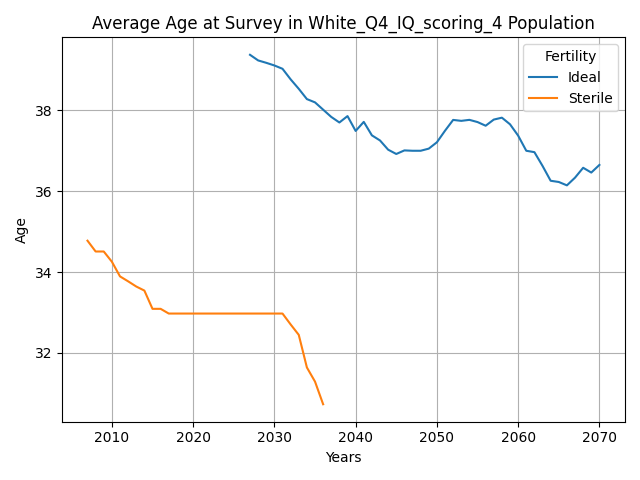 Average Age at Survey in White_Q4_IQ_scoring_4 Population
Fertility
Ideal
Sterile
Age
38
36
34
32
2010 2020 2030 2040 2050 2060 2070
Years